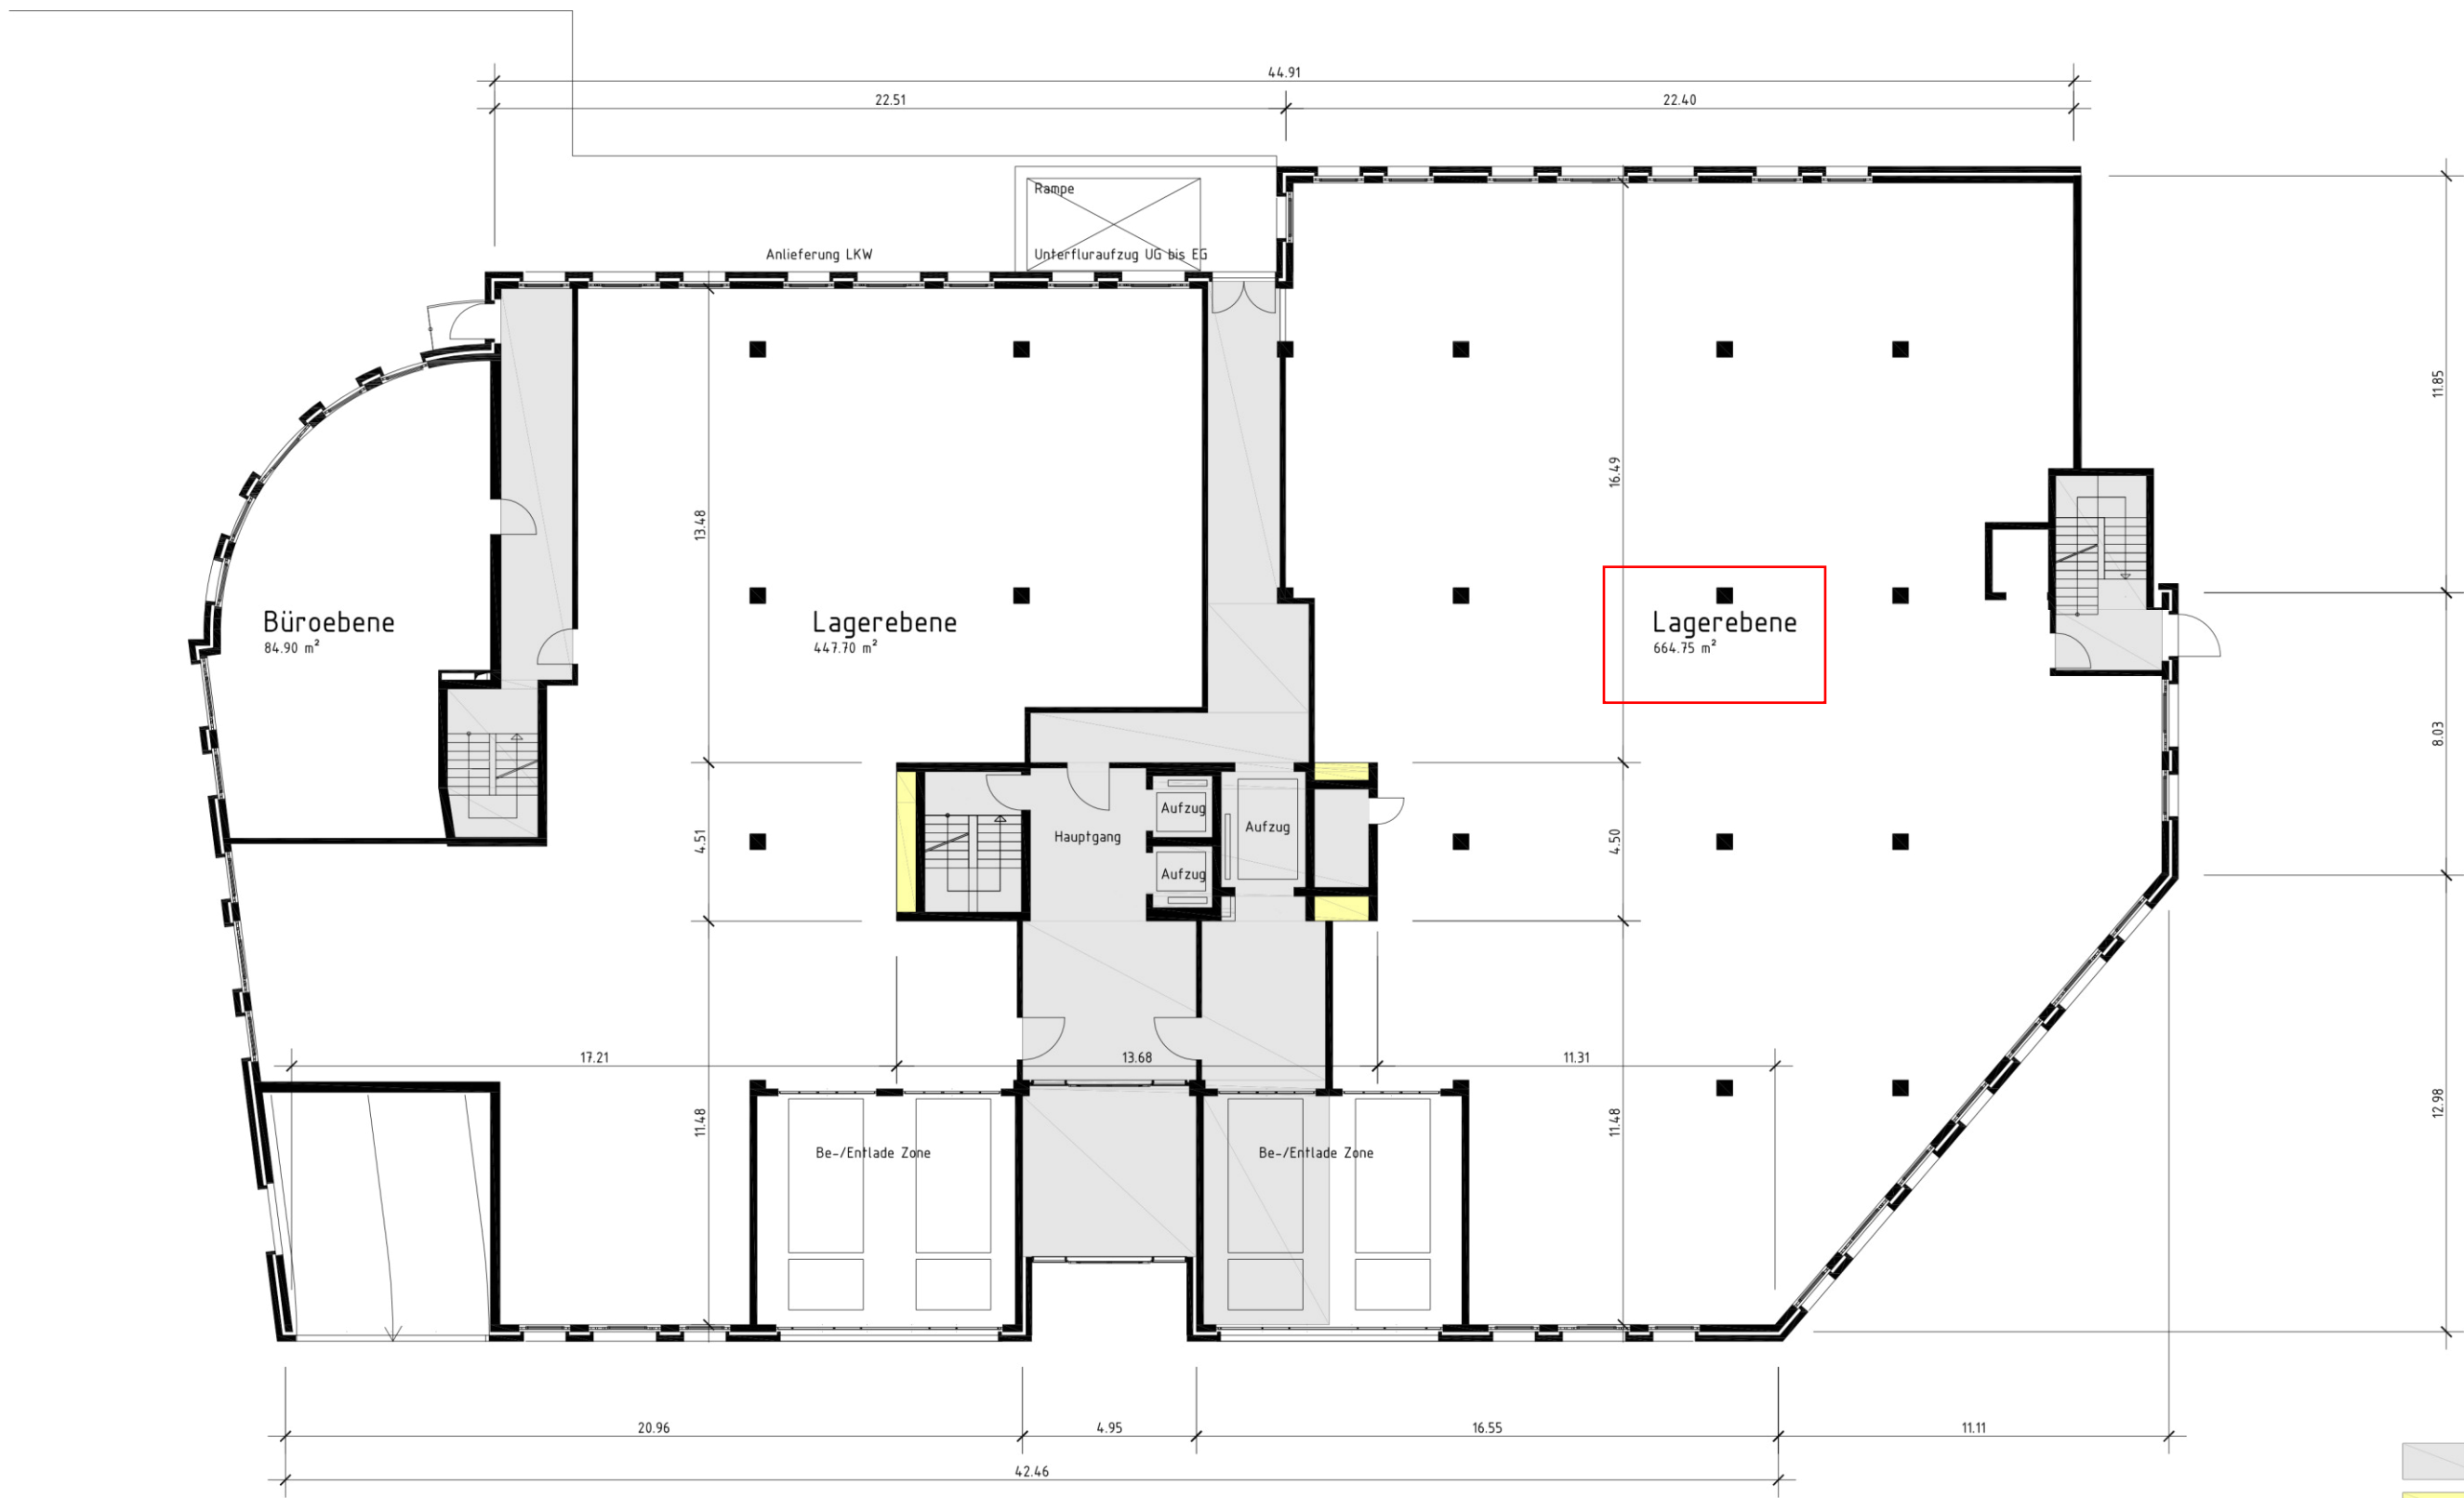 44.91
22.51
22.40
Rampe
Anlieferung LKW
Unterfluraufzug UG bis EG
11.85
16.49
13.48
Büroebene
84.90 m²
Lagerebene
447.70 m²
Lagerebene
664.75 m²
8.03
Aufzug
Aufzug
Hauptgang
4.51
4.50
Aufzug
17.21
13.68
11.31
12.98
11.48
11.48
Be-/Entlade Zone
Be-/Entlade Zone
20.96
4.95
16.55
11.11
42.46